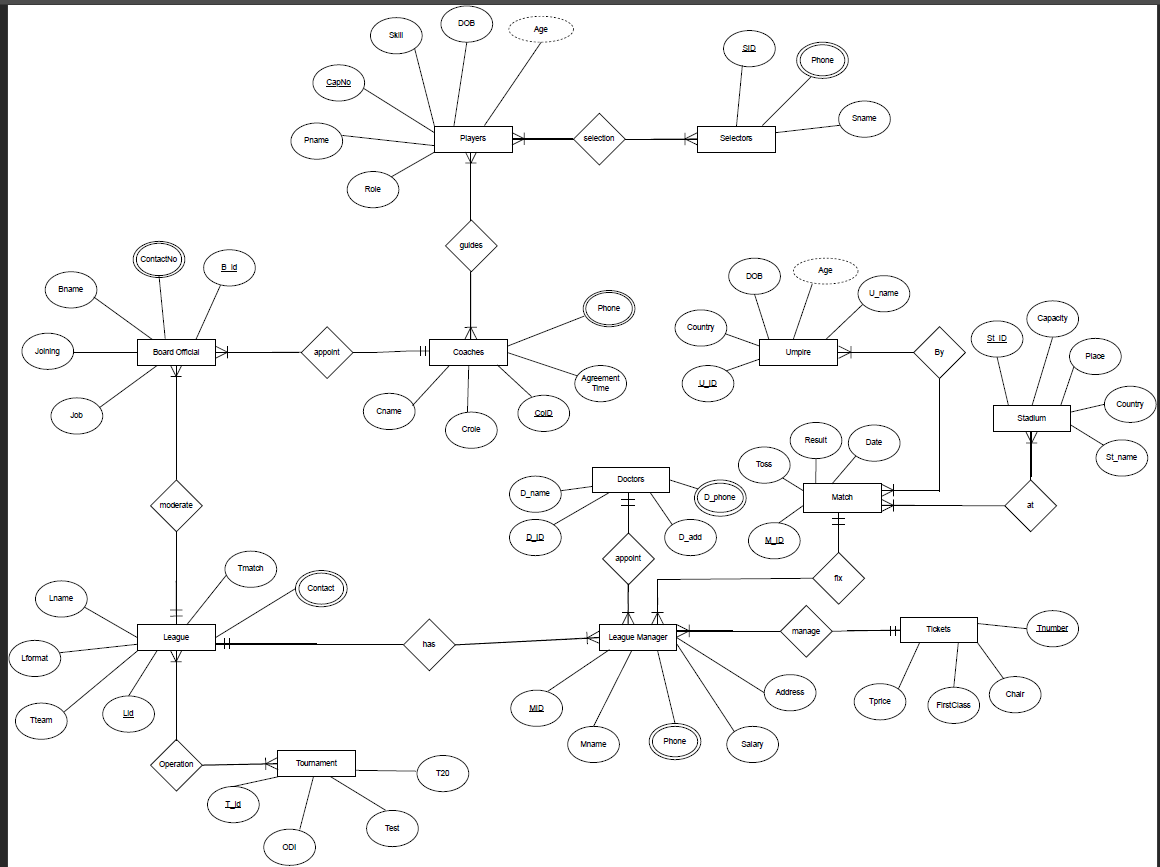 DOB
Age
Skill
SID
Phone
CapNo
Sname
Pname
Players
selection
Selectors
Role
guides
ContactNo
B_id
Bname
DOB
Age
U_name
Phone
Country
St_ID
Capacity
Joining
Board Official
appoint
Coaches
Umpire
By
Place
Agreement
Time
U_ID
Country
Job
Cname
CoID
Stadium
Crole
Toss
Result
Date
St_name
Doctors
D_name
D_phone
Match
moderate
at
D_ID
D_add
M_ID
appoint
fix
Tmatch
Contact
Lname
League
has
League Manager
manage
Tickets
Tnumber
Lformat
Tteam
Lid
MID
Address
Tprice
FirstClass
Chair
Mname
Phone
Salary
Operation
Tournament
T20
T_id
Test
ODI